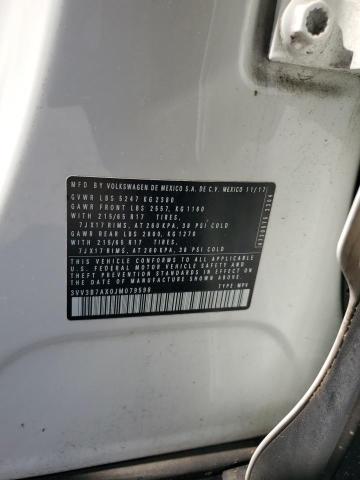 MFD BY VOLKSWAGEN DE MEXICO S.A. DE C.V. MEXICO 11/17
GVWR LBS 5247 KG 2380
GAWR FRONT LBS 2557, KG 1160
WITH 215/65 R17 TIRES,
7JX17 RIMS, AT 260 KPA, 38 PSI COLD
GAWR REAR LBS 2800, KG 1270
WITH 215/65 R17 TIRES,
7JX17 RIMS, AT 260 KPA, 38 PSI COLD
THIS VEHICLE CONFORMS TO ALL APPLICABLE
U.S. FEDERAL MOTOR VEHICLE SAFETY
STANDARDS IN EFFECT ON THE DATE OF
MANUFACTURE SHOWN ABOVE.
3VV3B7AX0JM079598 TYPE: MPV